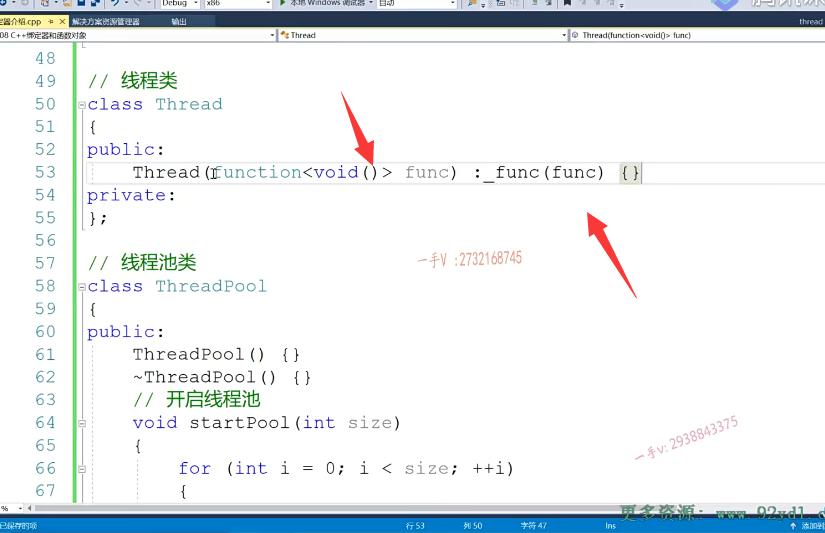 定器介绍.cpp 解决方案资源管理器 输出
Debug x86 本地 Windows 调试器 自动
thread
08 C++绑定器和函数对象 Thread Thread(function<void()> func)
48
49 // 线程类
50 class Thread
51 {
52 public:
53 Thread(function<void()> func) :_func(func) {}
54 private:
55 };
56
57 // 线程池类
58 class ThreadPool
59 {
60 public:
61 ThreadPool() {}
62 ~ThreadPool() {}
63 // 开启线程池
64 void startPool(int size)
65 {
66 for (int i = 0; i < size; ++i)
67 {
一手V :2732168745
一手v: 2938843375
更多资源: www.92yd1.
%
已保存的项 行 53 列 50 字符 47 Ins 添加到